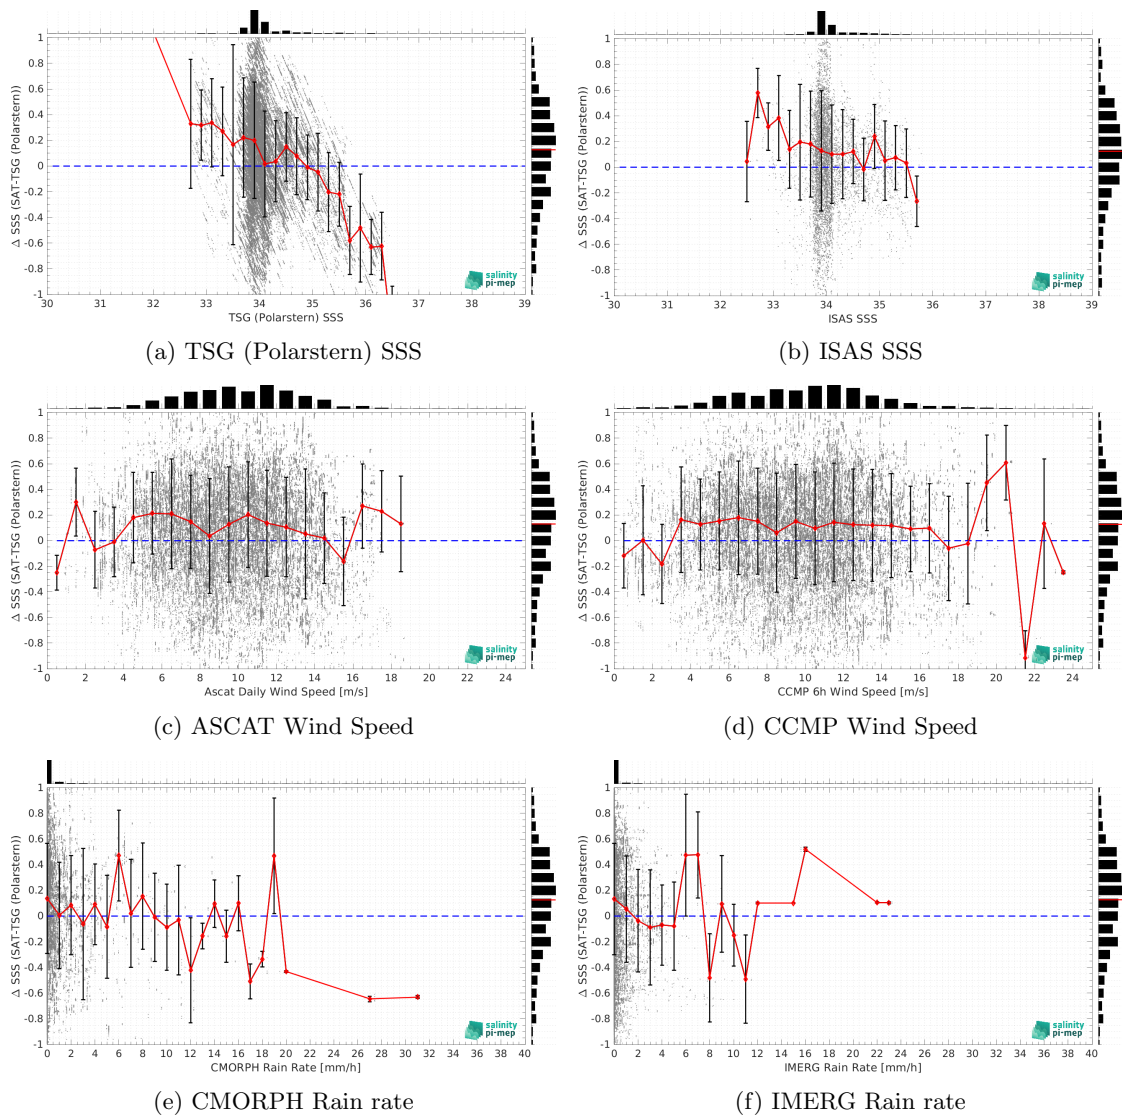 1
0.8
0.6
0.4
0.2
0
-0.2
-0.4
-0.6
-0.8
-1
Δ SSS (SAT-TSG (Polarstern))
salinity
pi-mep
30 31 32 33 34 35 36 37 38 39
TSG (Polarstern) SSS
(a) TSG (Polarstern) SSS
1
0.8
0.6
0.4
0.2
0
-0.2
-0.4
-0.6
-0.8
-1
Δ SSS (SAT-TSG (Polarstern))
salinity
pi-mep
30 31 32 33 34 35 36 37 38 39
ISAS SSS
(b) ISAS SSS
1
0.8
0.6
0.4
0.2
0
-0.2
-0.4
-0.6
-0.8
-1
Δ SSS (SAT-TSG (Polarstern))
salinity
pi-mep
0 2 4 6 8 10 12 14 16 18 20 22 24
Ascat Daily Wind Speed [m/s]
(c) ASCAT Wind Speed
1
0.8
0.6
0.4
0.2
0
-0.2
-0.4
-0.6
-0.8
-1
Δ SSS (SAT-TSG (Polarstern))
salinity
pi-mep
0 2 4 6 8 10 12 14 16 18 20 22 24
CCMP 6h Wind Speed [m/s]
(d) CCMP Wind Speed
1
0.8
0.6
0.4
0.2
0
-0.2
-0.4
-0.6
-0.8
-1
Δ SSS (SAT-TSG (Polarstern))
salinity
pi-mep
0 2 4 6 8 10 12 14 16 18 20 22 24 26 28 30 32 34 36 38 40
CMORPH Rain Rate [mm/h]
(e) CMORPH Rain rate
1
0.8
0.6
0.4
0.2
0
-0.2
-0.4
-0.6
-0.8
-1
Δ SSS (SAT-TSG (Polarstern))
salinity
pi-mep
0 2 4 6 8 10 12 14 16 18 20 22 24 26 28 30 32 34 36 38 40
IMERG Rain Rate [mm/h]
(f) IMERG Rain rate